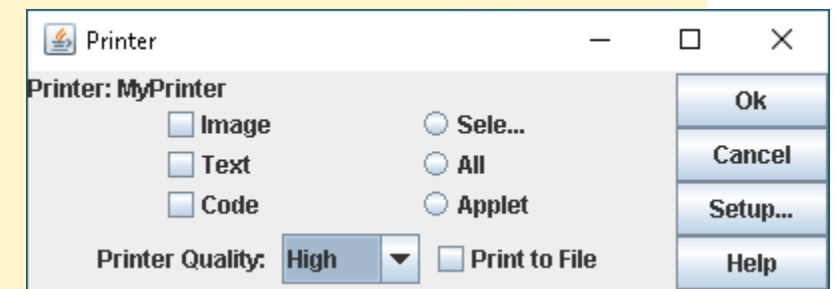 Printer
Printer: MyPrinter
Image
Sele...
Text
All
Code
Applet
Printer Quality: High
Print to File
Ok
Cancel
Setup...
Help